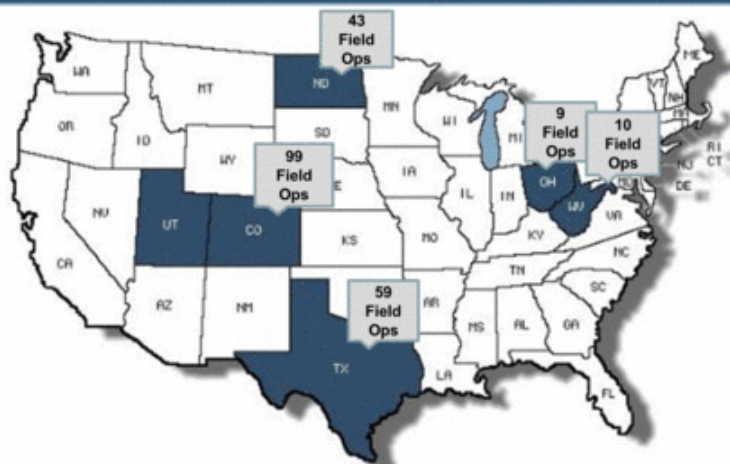 43
Field
Ops
ME
WA
VT
ND
MT
NH
MN
9
Field
Ops
10
Field
Ops
OR
ID
SD
WI
MI
RI
CT
WY
99
Field
Ops
IA
NJ
OH
DE
NV
UT
CO
IL
IN
WV
VA
KS
MO
KY
CA
NC
TN
59
Field
Ops
AZ
NM
AR
SC
MS
AL
GA
TX
LA
FL